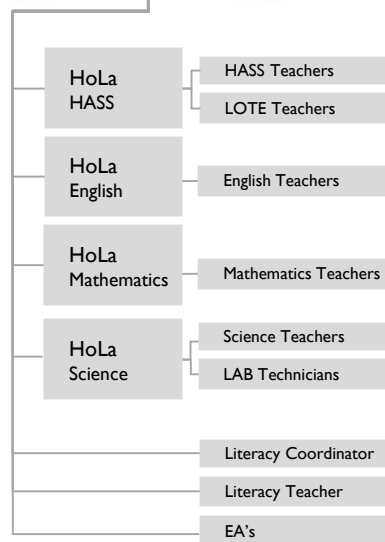 HoLa
HASS
HASS Teachers
LOTE Teachers
HoLa
English
English Teachers
HoLa
Mathematics
Mathematics Teachers
HoLa
Science
Science Teachers
LAB Technicians
Literacy Coordinator
Literacy Teacher
EA's